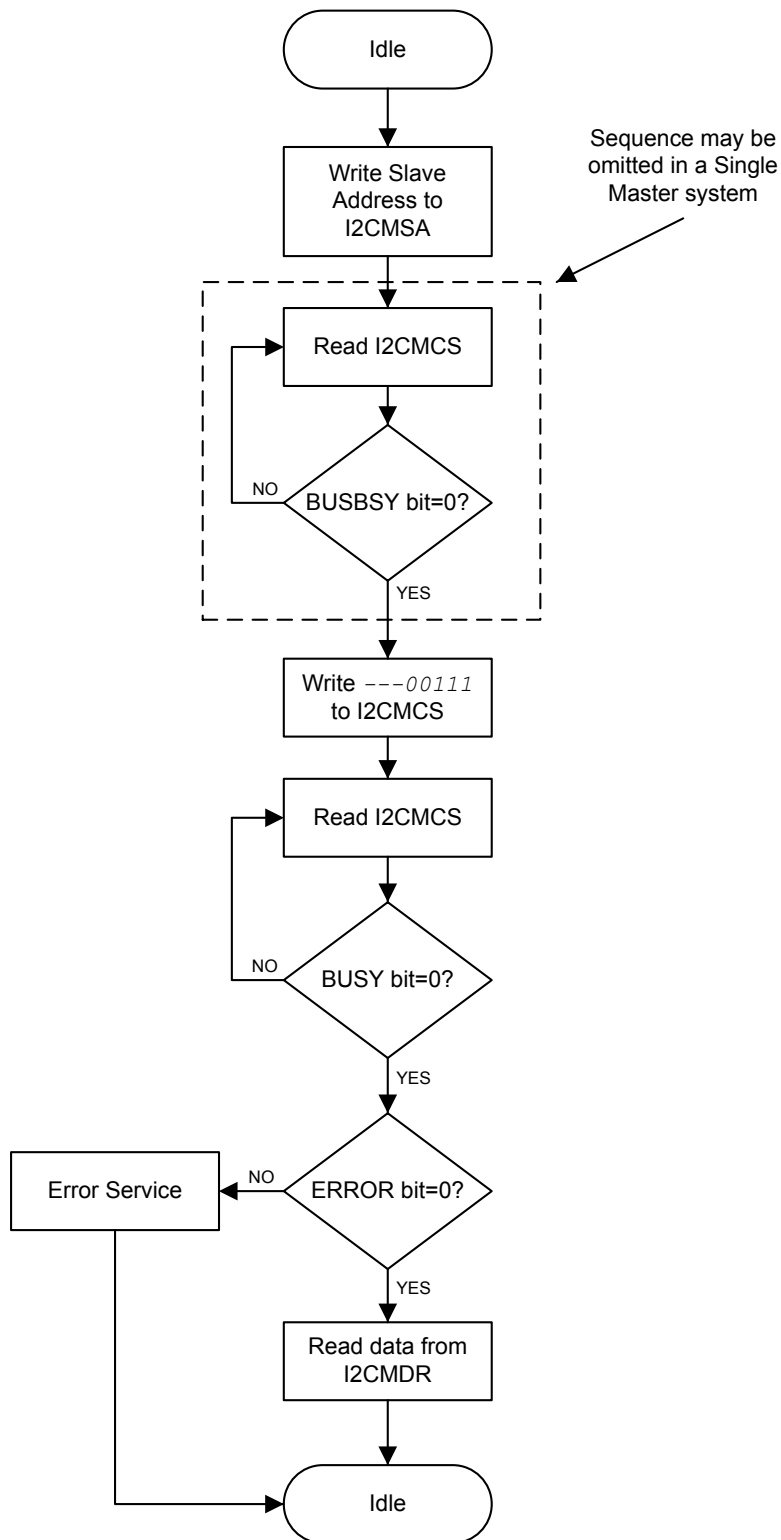 Idle
Sequence may be
omitted in a Single
Master system
Write Slave
Address to
I2CMSA
Read I2CMCS
NO
BUSBSY bit=0?
YES
Write ---00111
to I2CMCS
Read I2CMCS
NO
BUSY bit=0?
YES
Error Service
NO
ERROR bit=0?
YES
Read data from
I2CMDR
Idle